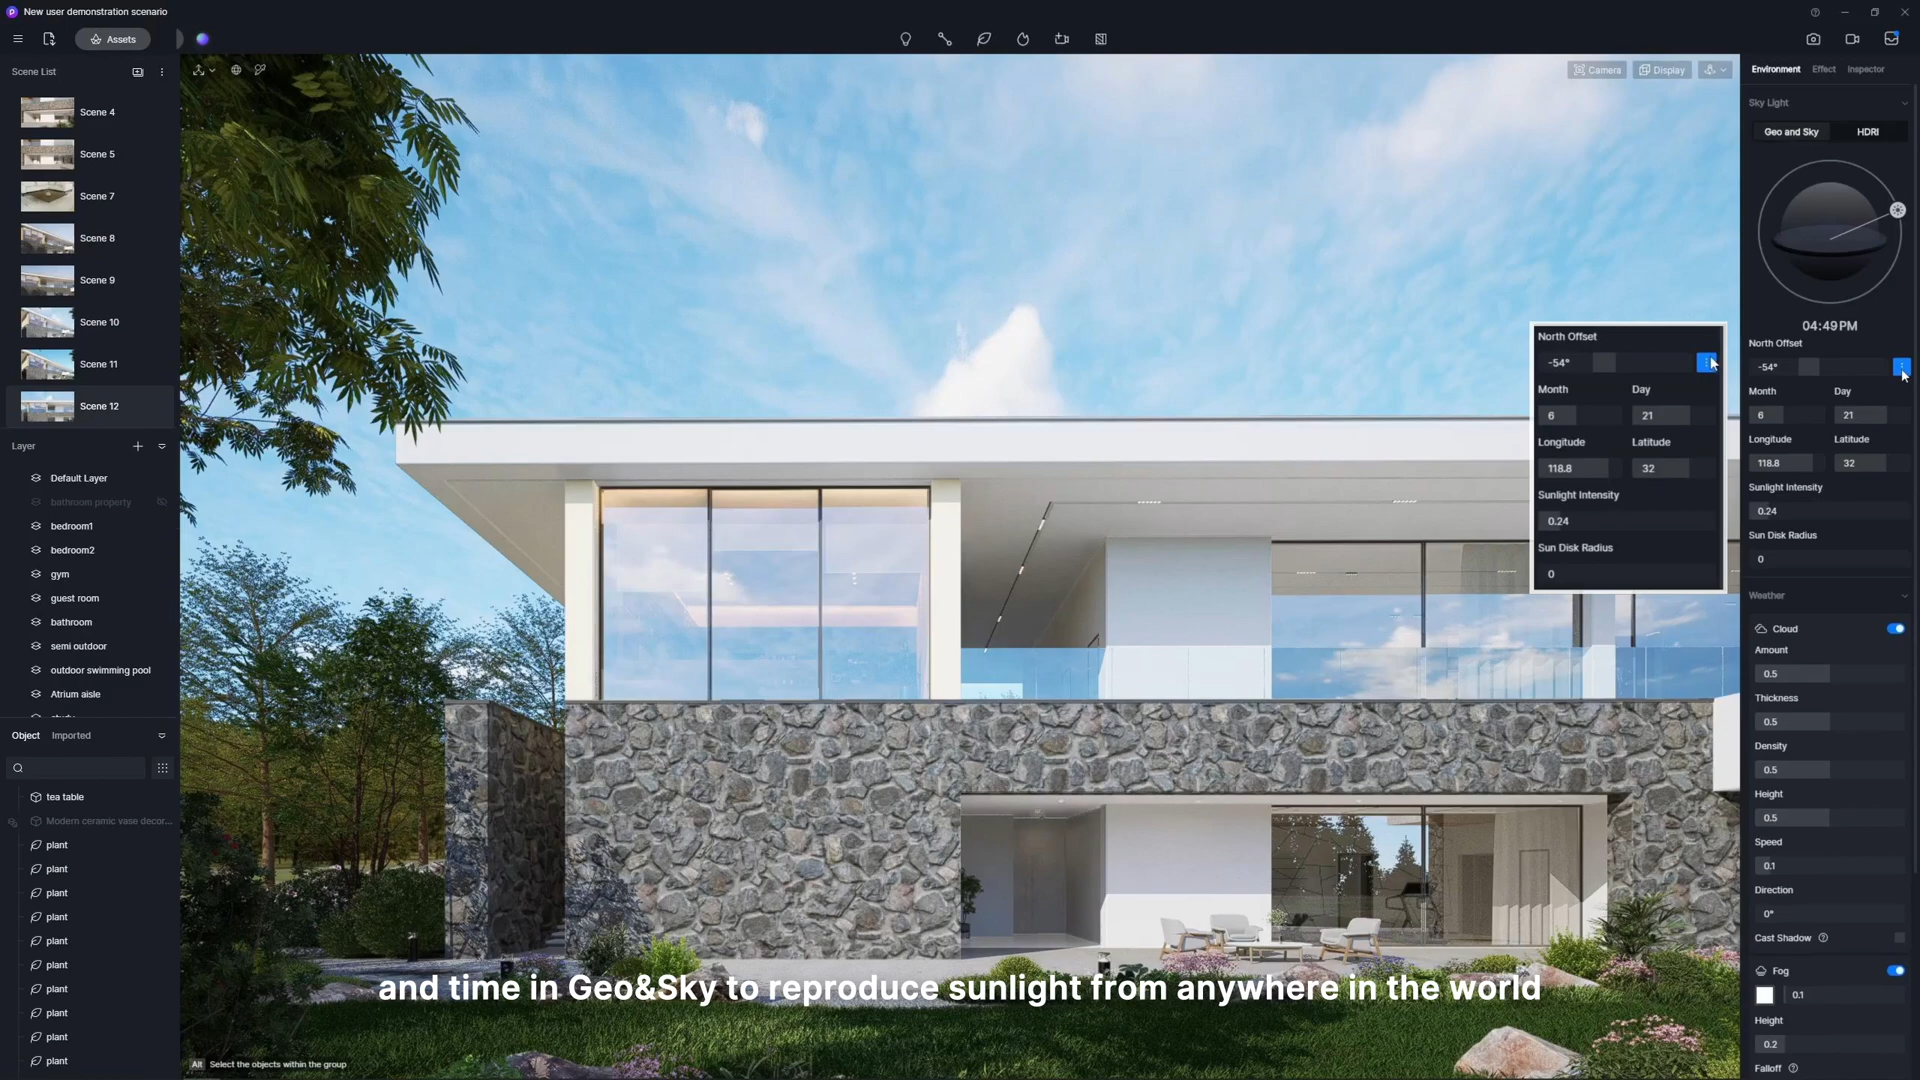 New user demonstration scenario
Assets
Scene List
Scene 4
Scene 5
Scene 7
Scene 8
Scene 9
Scene 10
Scene 11
Scene 12
Layer
Default Layer
bathroom property
bedroom1
bedroom2
gym
guest room
bathroom
semi outdoor
outdoor swimming pool
Atrium aisle
Object Imported
tea table
Modern ceramic vase decor...
plant
plant
plant
plant
plant
plant
plant
plant
plant
plant
Camera Display
North Offset
-54°
Month Day
6 21
Longitude Latitude
118.8 32
Sunlight Intensity
0.24
Sun Disk Radius
0
and time in Geo&Sky to reproduce sunlight from anywhere in the world
Alt Select the objects within the group
Environment Effect Inspector
Sky Light
Geo and Sky HDRI
04:49PM
North Offset
-54°
Month Day
6 21
Longitude Latitude
118.8 32
Sunlight Intensity
0.24
Sun Disk Radius
0
Weather
Cloud
Amount
0.5
Thickness
0.5
Density
0.5
Height
0.5
Speed
0.1
Direction
0°
Cast Shadow
Fog
0.1
Height
0.2
Falloff